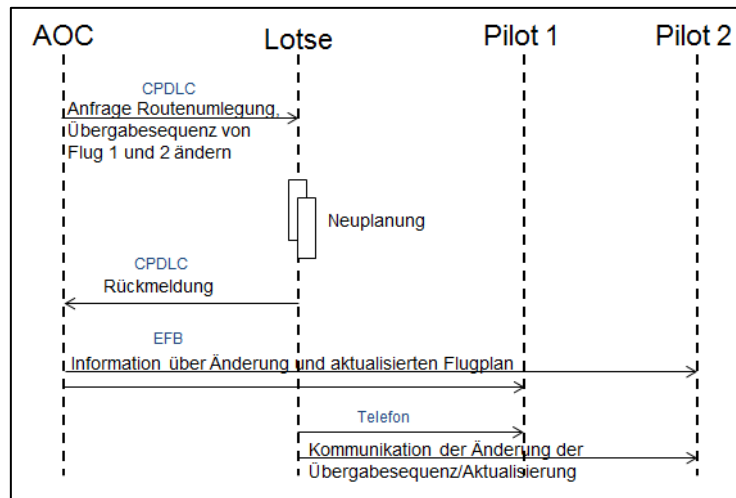 AOC
Lotse
Pilot 1
Pilot 2
CPDLC
Anfrage Routenumlegung,
Übergabesequenz von
Flug 1 und 2 ändern
Neuplanung
CPDLC
Rückmeldung
EFB
Information über Änderung und aktualisierten Flugplan
Telefon
Kommunikation der Änderung der
Übergabesequenz/Aktualisierung